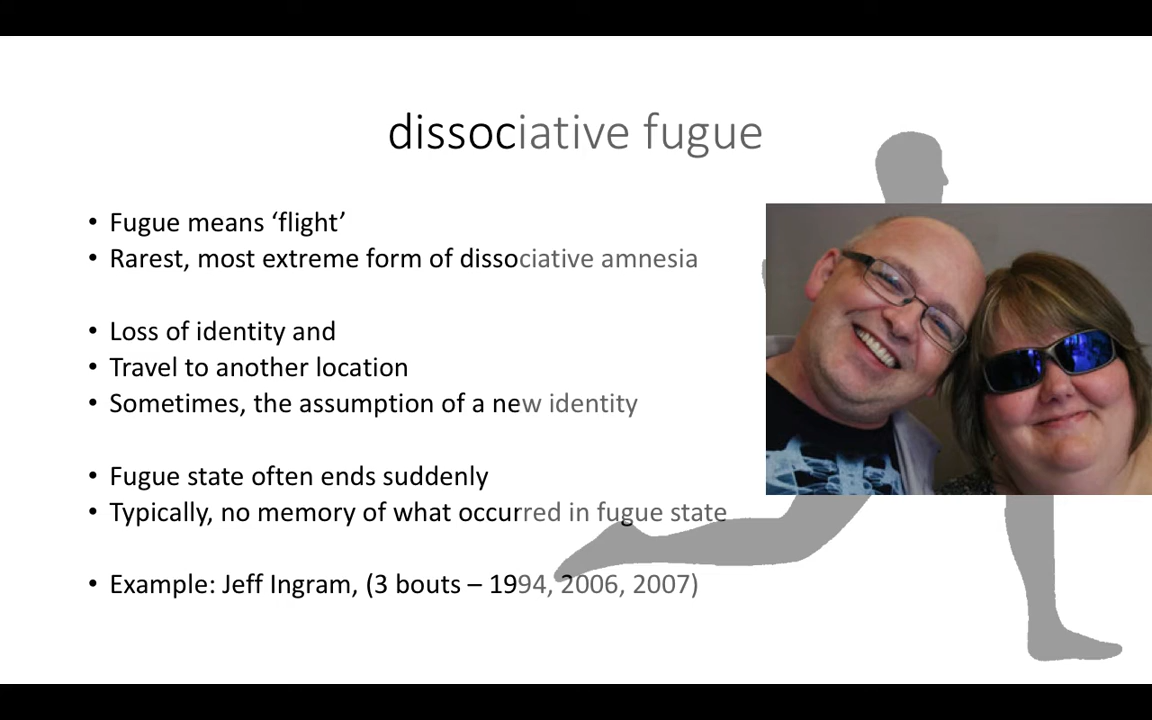 dissociative fugue
• Fugue means ‘flight’
• Rarest, most extreme form of dissociative amnesia
• Loss of identity and
• Travel to another location
• Sometimes, the assumption of a new identity
• Fugue state often ends suddenly
• Typically, no memory of what occurred in fugue state
• Example: Jeff Ingram, (3 bouts – 1994, 2006, 2007)